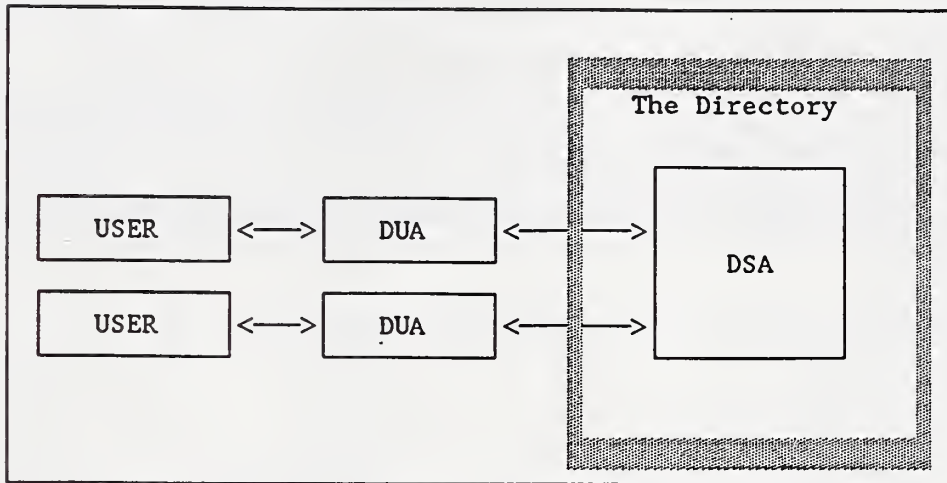 The Directory
USER
DUA
DSA
USER
DUA